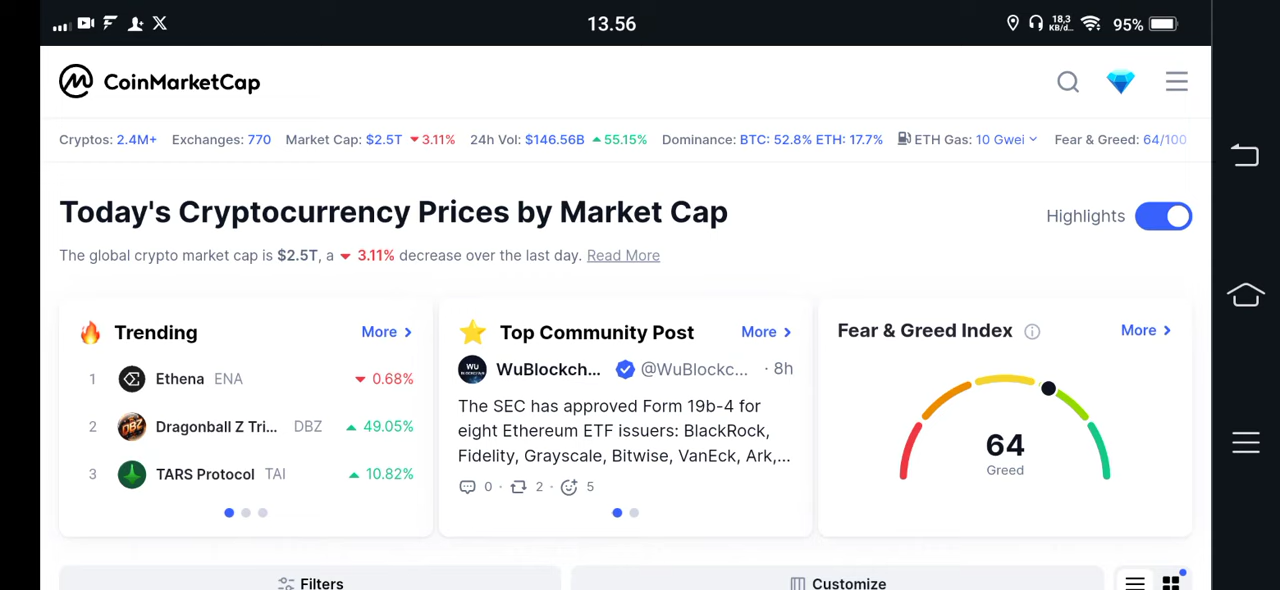 13.56
18,3
KB/d...
95%
CoinMarketCap
Cryptos: 2.4M+ Exchanges: 770 Market Cap: $2.5T 3.11% 24h Vol: $146.56B 55.15% Dominance: BTC: 52.8% ETH: 17.7% ETH Gas: 10 Gwei Fear & Greed: 64/100
Today's Cryptocurrency Prices by Market Cap
Highlights
The global crypto market cap is $2.5T, a 3.11% decrease over the last day. Read More
Trending
More
1 Ethena ENA 0.68%
2 Dragonball Z Tri... DBZ 49.05%
3 TARS Protocol TAI 10.82%
Top Community Post
More
WU
WuBlockch... @WuBlockc... · 8h
The SEC has approved Form 19b-4 for
eight Ethereum ETF issuers: BlackRock,
Fidelity, Grayscale, Bitwise, VanEck, Ark,...
0 · 2 · 5
Fear & Greed Index
More
64
Greed
Filters
Customize